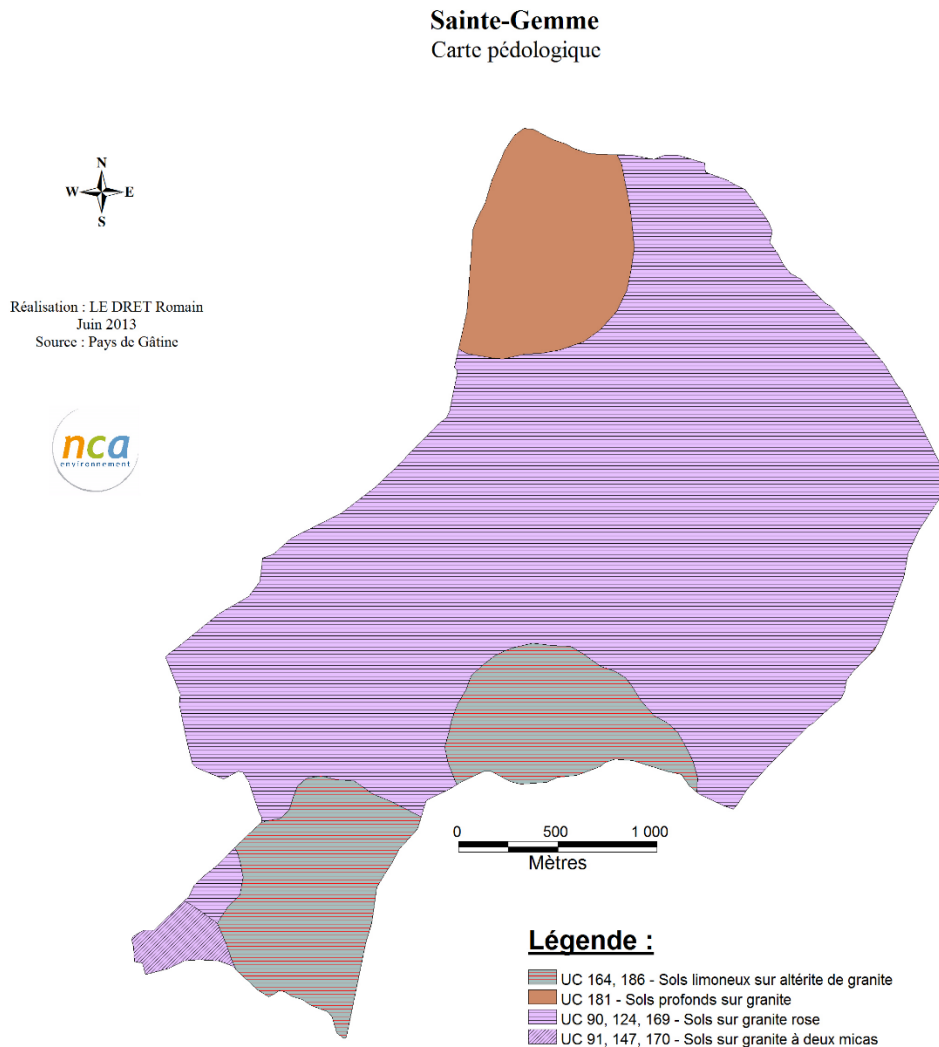 Sainte-Gemme
Carte pédologique
N
W E
S
Réalisation : LE DRET Romain
Juin 2013
Source : Pays de Gâtine
nca
environnement
0 500 1 000
Mètres
Légende :
UC 164, 186 - Sols limoneux sur altérite de granite
UC 181 - Sols profonds sur granite
UC 90, 124, 169 - Sols sur granite rose
UC 91, 147, 170 - Sols sur granite à deux micas